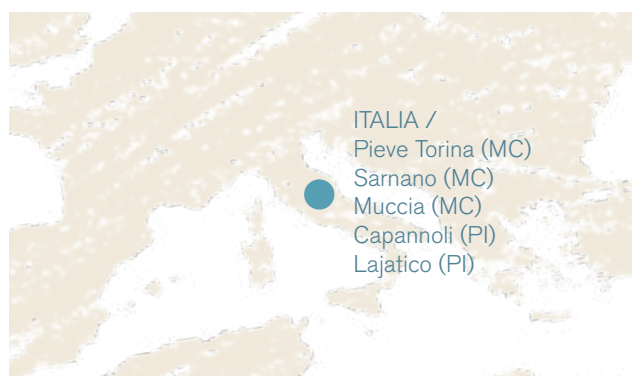 ITALIA /
Pieve Torina (MC)
Sarnano (MC)
Muccia (MC)
Capannoli (PI)
Lajatico (PI)